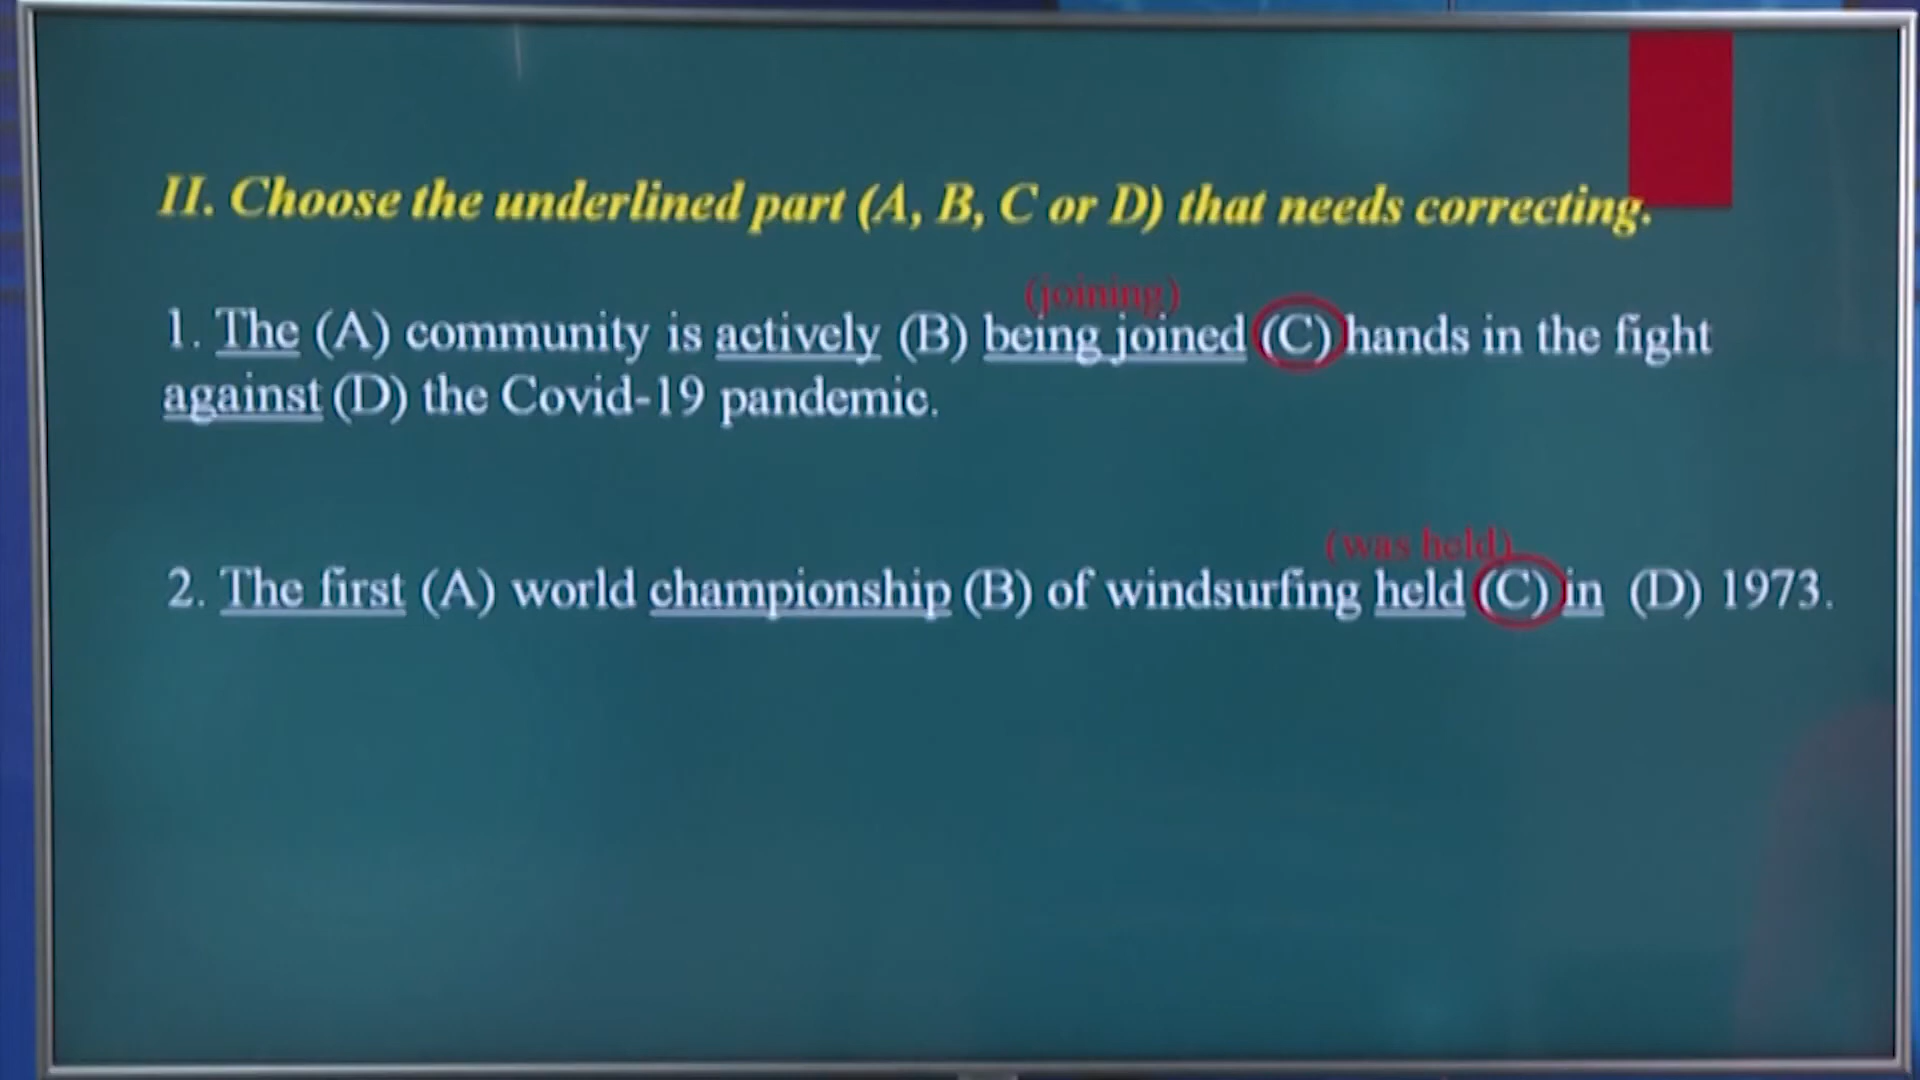 II. Choose the underlined part (A, B, C or D) that needs correcting.
(joining)
1. The (A) community is actively (B) being joined (C) hands in the fight
against (D) the Covid-19 pandemic.
(was held)
2. The first (A) world championship (B) of windsurfing held (C) in (D) 1973.